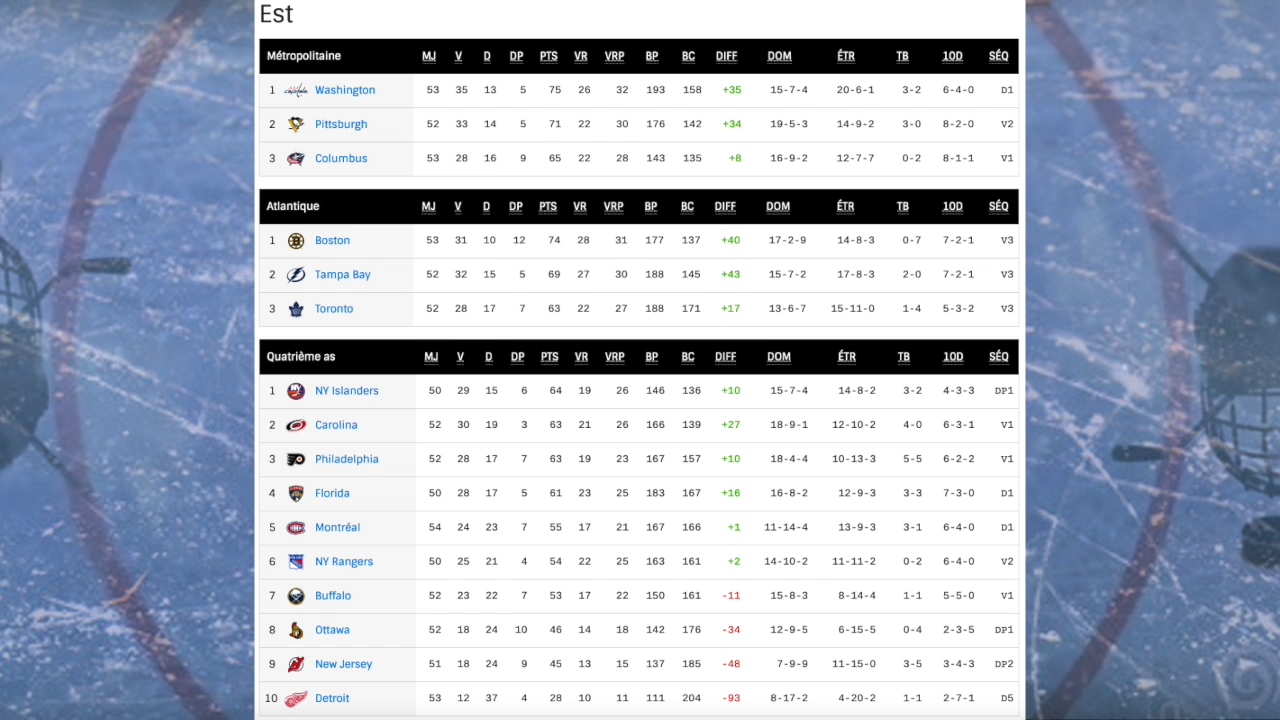 Est
Métropolitaine MJ V D DP PTS VR VRP BP BC DIFF DOM ÉTR TB 10D SÉQ
1 Washington 53 35 13 5 75 26 32 193 158 +35 15-7-4 20-6-1 3-2 6-4-0 D1
2 Pittsburgh 52 33 14 5 71 22 30 176 142 +34 19-5-3 14-9-2 3-0 8-2-0 V2
3 Columbus 53 28 16 9 65 22 28 143 135 +8 16-9-2 12-7-7 0-2 8-1-1 V1
Atlantique MJ V D DP PTS VR VRP BP BC DIFF DOM ÉTR TB 10D SÉQ
1 Boston 53 31 10 12 74 28 31 177 137 +40 17-2-9 14-8-3 0-7 7-2-1 V3
2 Tampa Bay 52 32 15 5 69 27 30 188 145 +43 15-7-2 17-8-3 2-0 7-2-1 V3
3 Toronto 52 28 17 7 63 22 27 188 171 +17 13-6-7 15-11-0 1-4 5-3-2 V3
Quatrième as MJ V D DP PTS VR VRP BP BC DIFF DOM ÉTR TB 10D SÉQ
1 NY Islanders 50 29 15 6 64 19 26 146 136 +10 15-7-4 14-8-2 3-2 4-3-3 DP1
2 Carolina 52 30 19 3 63 21 26 166 139 +27 18-9-1 12-10-2 4-0 6-3-1 V1
3 Philadelphia 52 28 17 7 63 19 23 167 157 +10 18-4-4 10-13-3 5-5 6-2-2 V1
4 Florida 50 28 17 5 61 23 25 183 167 +16 16-8-2 12-9-3 3-3 7-3-0 D1
5 Montréal 54 24 23 7 55 17 21 167 166 +1 11-14-4 13-9-3 3-1 6-4-0 D1
6 NY Rangers 50 25 21 4 54 22 25 163 161 +2 14-10-2 11-11-2 0-2 6-4-0 V2
7 Buffalo 52 23 22 7 53 17 22 150 161 -11 15-8-3 8-14-4 1-1 5-5-0 V1
8 Ottawa 52 18 24 10 46 14 18 142 176 -34 12-9-5 6-15-5 0-4 2-3-5 DP1
9 New Jersey 51 18 24 9 45 13 15 137 185 -48 7-9-9 11-15-0 3-5 3-4-3 DP2
10 Detroit 53 12 37 4 28 10 11 111 204 -93 8-17-2 4-20-2 1-1 2-7-1 D5